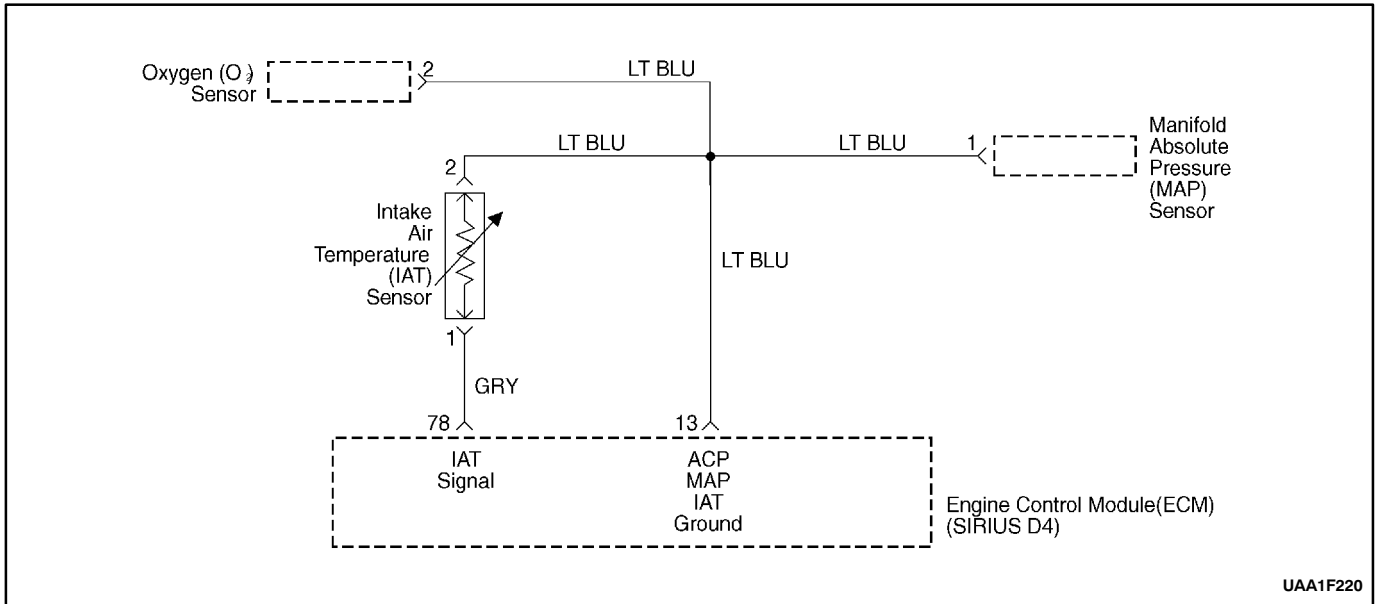 Oxygen (O2)
Sensor
2
LT BLU
LT BLU
LT BLU
1
Manifold
Absolute
Pressure
(MAP)
Sensor
2
Intake
Air
Temperature
(IAT)
Sensor
LT BLU
1
GRY
78
13
IAT
Signal
ACP
MAP
IAT
Ground
Engine Control Module(ECM)
(SIRIUS D4)
UAA1F220